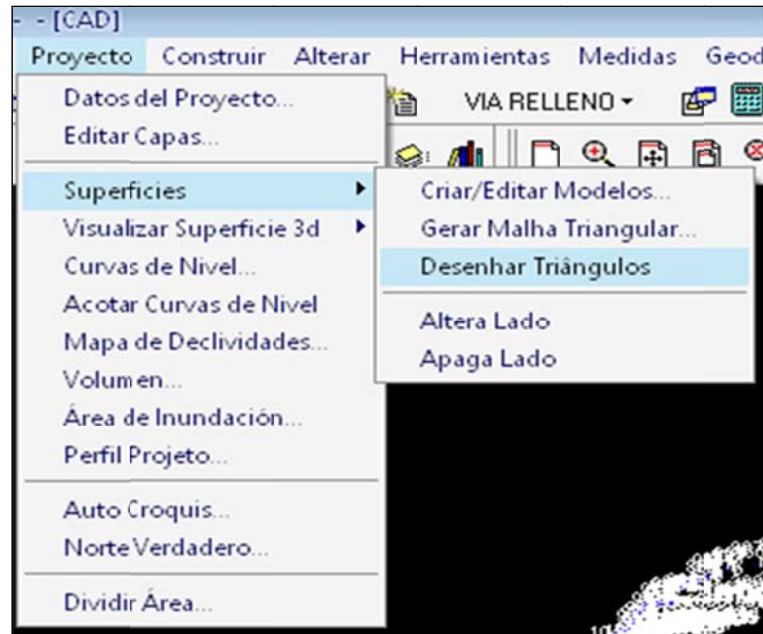 - - [CAD]
Proyecto Construir Alterar Herramientas Medidas Geod
VIA RELLENO
Datos del Proyecto...
Editar Capas...
Superficies
Visualizar Superficie 3d
Curvas de Nivel...
Acotar Curvas de Nivel
Mapa de Declividades...
Volumen...
Área de Inundación...
Perfil Projeto...
Auto Croquis...
Norte Verdadero...
Dividir Área...
Criar/Editar Modelos...
Gerar Malha Triangular...
Desenhar Triângulos
Altera Lado
Apaga Lado